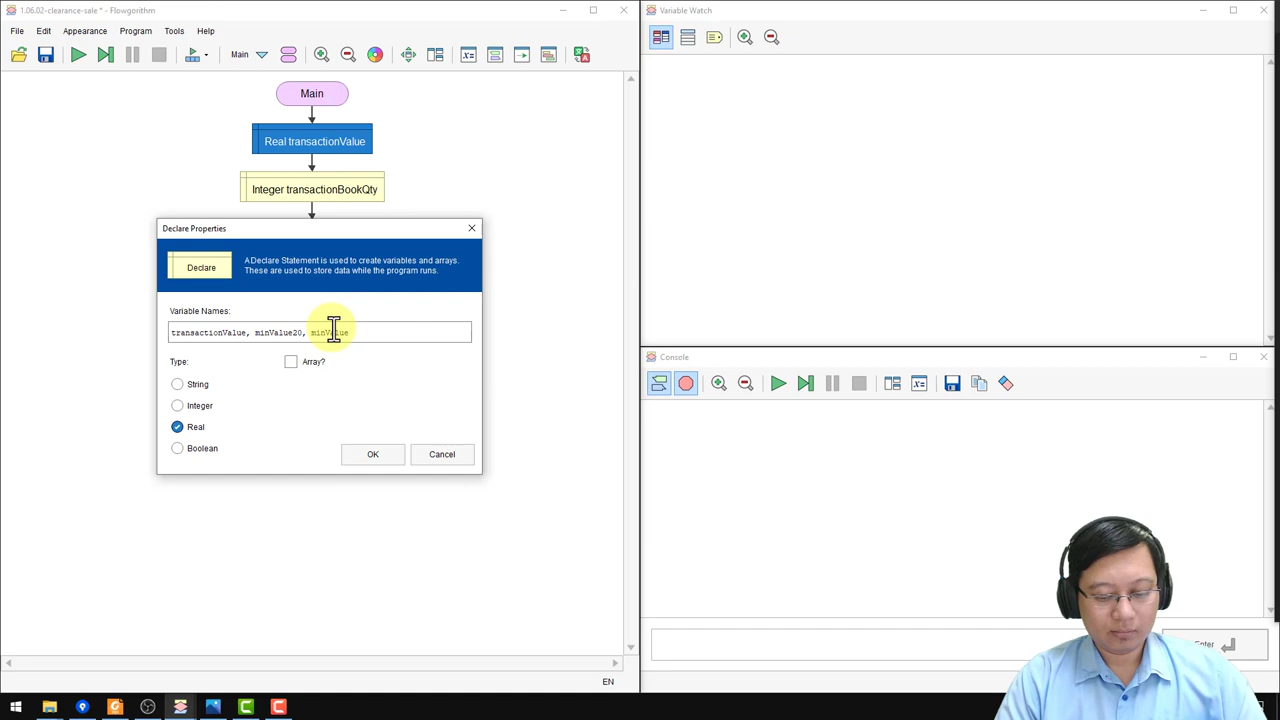 1.06.02-clearance-sale * - Flowgorithm
File Edit Appearance Program Tools Help
Main
Main
Real transactionValue
Integer transactionBookQty
Declare Properties
Declare
A Declare Statement is used to create variables and arrays.
These are used to store data while the program runs.
Variable Names:
transactionValue, minValue20, minValue
Type:
Array?
String
Integer
Real
Boolean
OK
Cancel
EN
Variable Watch
Console
Enter